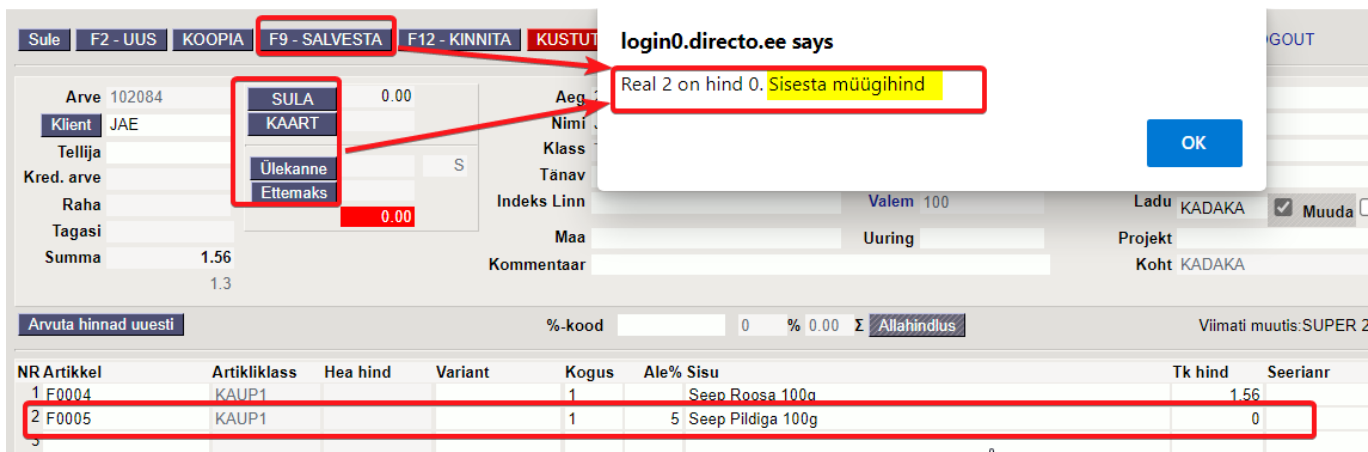 Sule F2 - UUS KOOPIA F9 - SALVESTA F12 - KINNITA KUSTUT
login0.directo.ee says
Real 2 on hind 0. Sisesta müügihind
OK
Arve 102084 SULA 0.00 Aeg
Klient JAE KAART Nimi
Tellija Klass
Kred. arve Ülekanne S Tänav
Raha Ettemaks Indeks Linn Valem 100 Ladu KADAKA Muuda
Tagasi 0.00 Maa Uuring Projekt
Summa 1.56 Kommentaar Koht KADAKA
1.3
Arvuta hinnad uuesti %-kood 0 % 0.00 Σ Allahindlus Viimati muutis:SUPER 2
NR Artikkel Artikliklass Hea hind Variant Kogus Ale% Sisu Tk hind Seerianr
1 F0004 KAUP1 1 Seep Roosa 100g 1.56
2 F0005 KAUP1 1 5 Seep Pildiga 100g 0
3